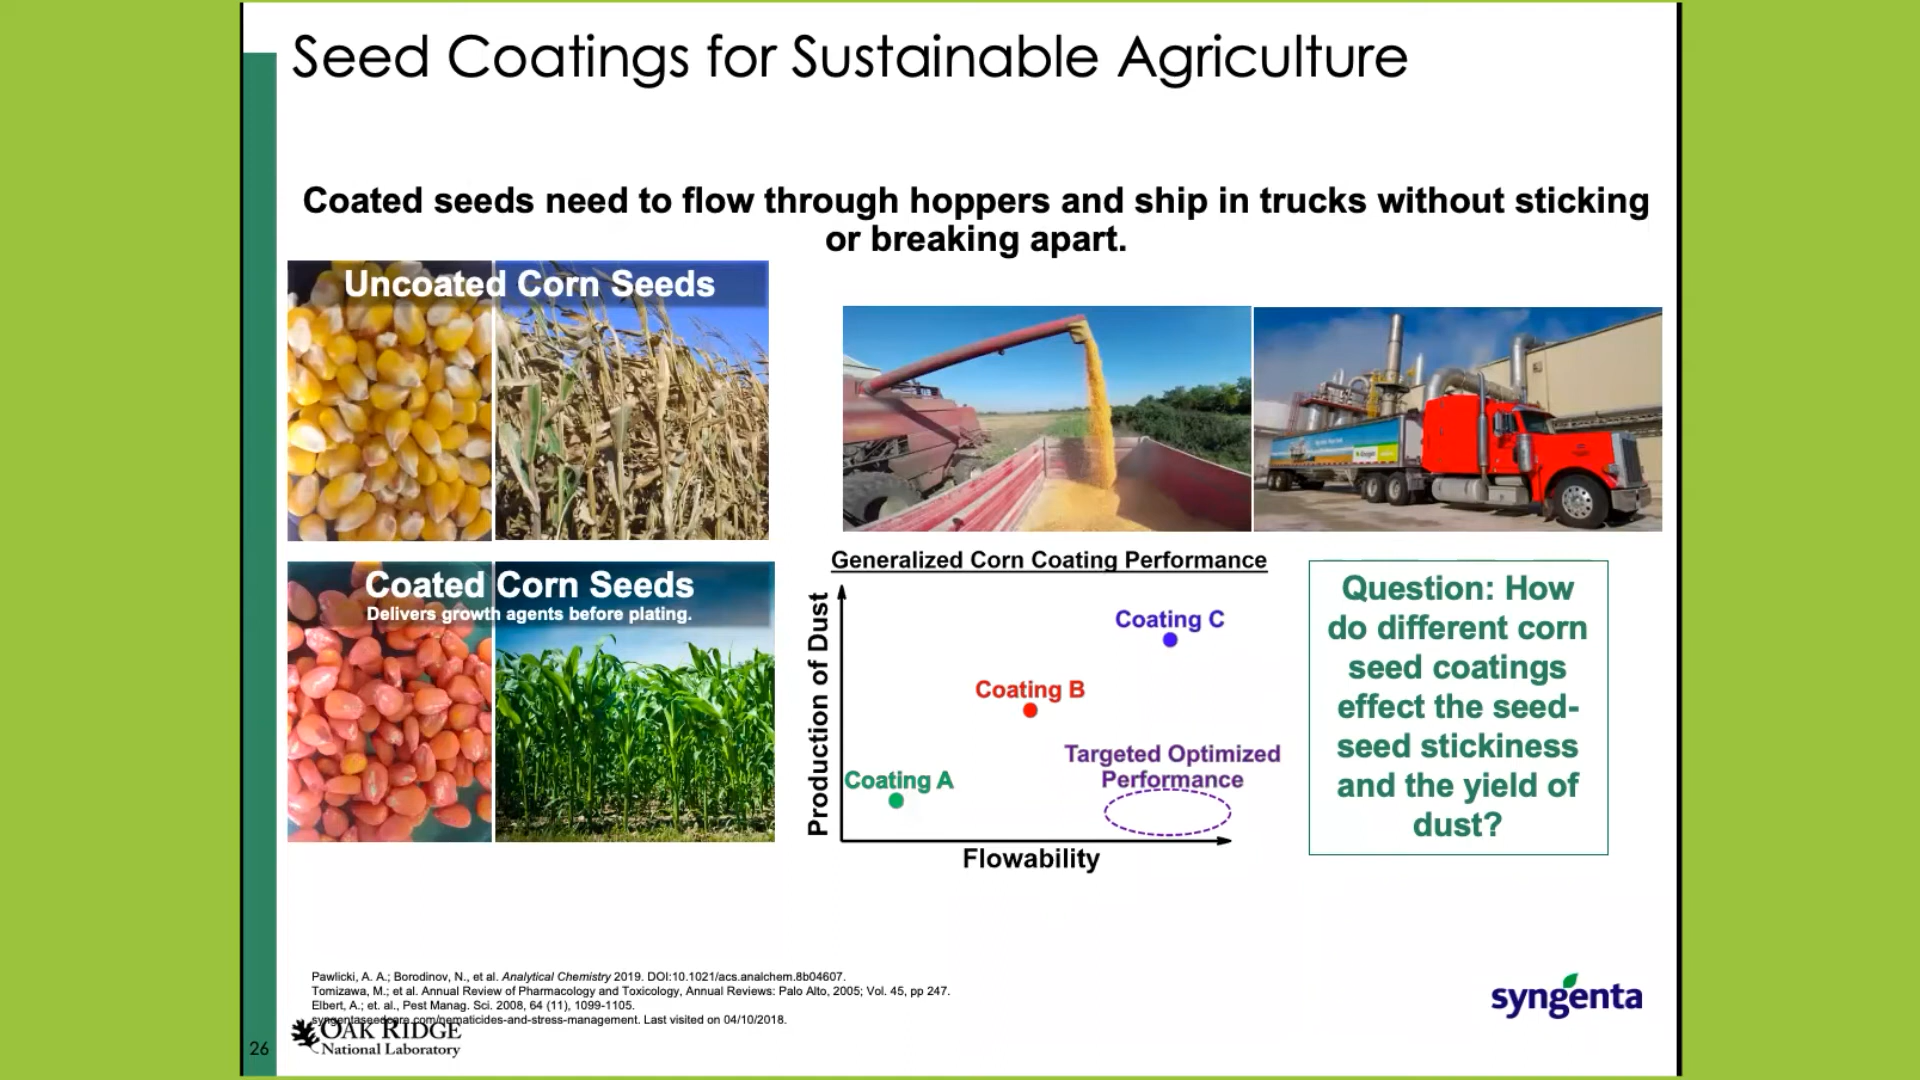 Seed Coatings for Sustainable Agriculture
Coated seeds need to flow through hoppers and ship in trucks without sticking
or breaking apart.
Uncoated Corn Seeds
Coated Corn Seeds
Delivers growth agents before plating.
Generalized Corn Coating Performance
Production of Dust
Coating C
Coating B
Targeted Optimized
Performance
Coating A
Flowability
Question: How
do different corn
seed coatings
effect the seed-
seed stickiness
and the yield of
dust?
Pawlicki, A. A.; Borodinov, N., et al. Analytical Chemistry 2019. DOI:10.1021/acs.analchem.8b04607.
Tomizawa, M.; et al. Annual Review of Pharmacology and Toxicology, Annual Reviews: Palo Alto, 2005; Vol. 45, pp 247.
Elbert, A.; et. al., Pest Manag. Sci. 2008, 64 (11), 1099-1105.
syngentaseedcare.com/nematicides-and-stress-management. Last visited on 04/10/2018.
OAK RIDGE
National Laboratory
26
syngenta